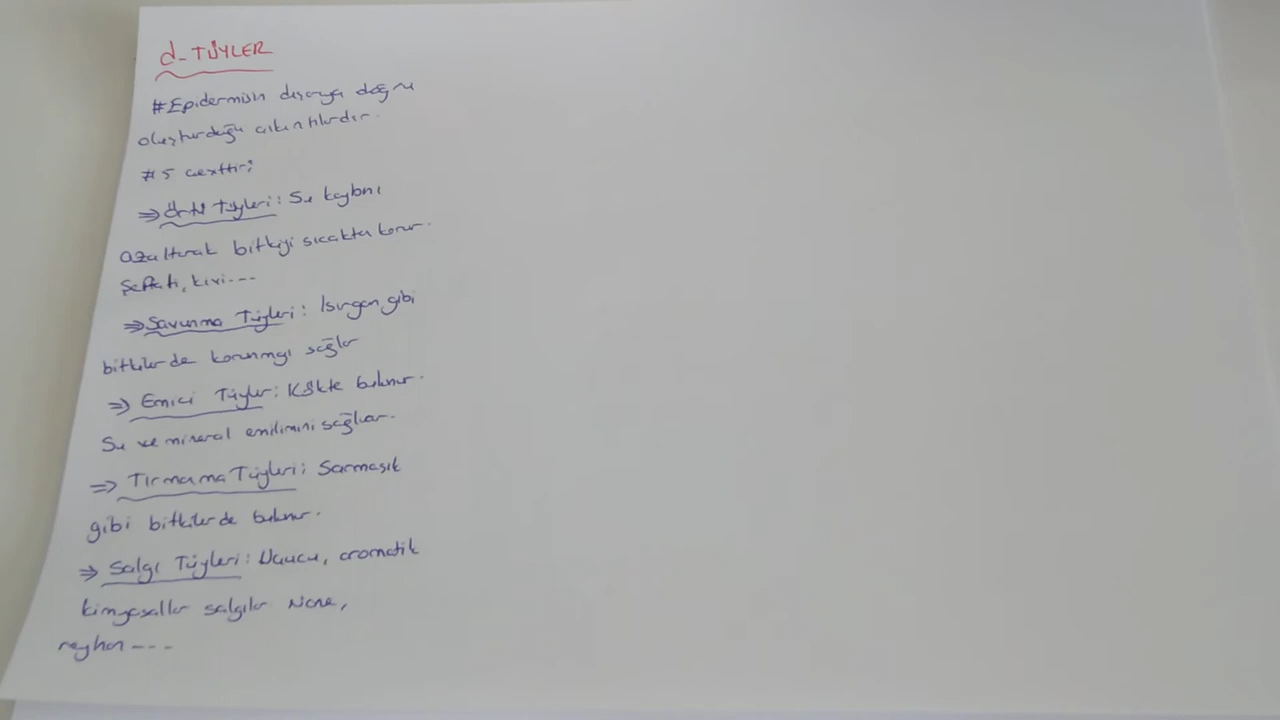 d-TÜYLER
#Epidermisin dışarıya doğru
oluşturduğu çıkıntılardır.
#5 çeşittir;
⇒Örtü Tüyleri: Su kaybını
azaltarak bitkiyi sıcaktan korur.
Şeftali, kivi---
⇒Savunma Tüyleri: Isırgan gibi
bitkilerde korunmayı sağlar
⇒ Emici Tüyler: Kökte bulunur.
Su ve mineral emilimini sağlar.
⇒ Tırmanma Tüyleri: Sarmaşık
gibi bitkilerde bulunur.
⇒ Salgı Tüyleri: Uçucu, aromatik
kimyasallar salgılar Nane,
reyhan---